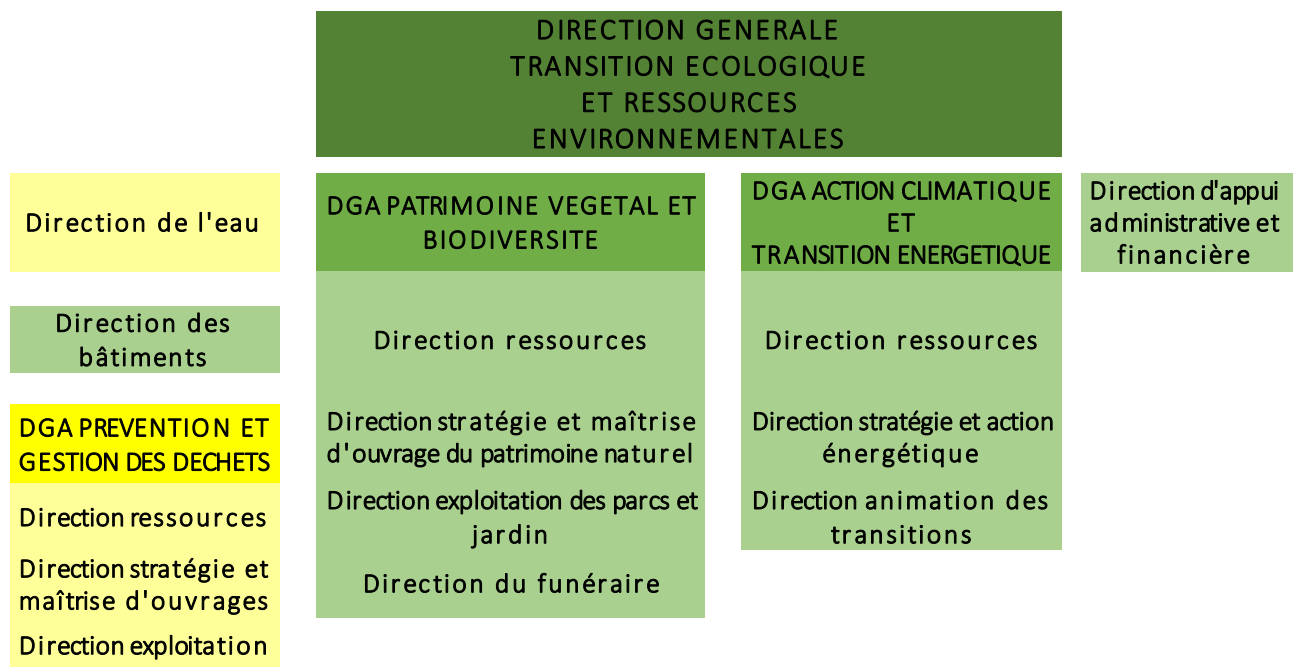 DIRECTION GENERALE
TRANSITION ECOLOGIQUE
ET RESSOURCES
ENVIRONNEMENTALES
Direction de l'eau
Direction des
bâtiments
DGA PREVENTION ET
GESTION DES DECHETS
Direction ressources
Direction stratégie et
maîtrise d'ouvrages
Direction exploitation
DGA PATRIMOINE VEGETAL ET
BIODIVERSITE
Direction ressources
Direction stratégie et maîtrise
d'ouvrage du patrimoine naturel
Direction exploitation des parcs et
jardin
Direction du funéraire
DGA ACTION CLIMATIQUE
ET
TRANSITION ENERGETIQUE
Direction ressources
Direction stratégie et action
énergétique
Direction animation des
transitions
Direction d'appui
administrative et
financière